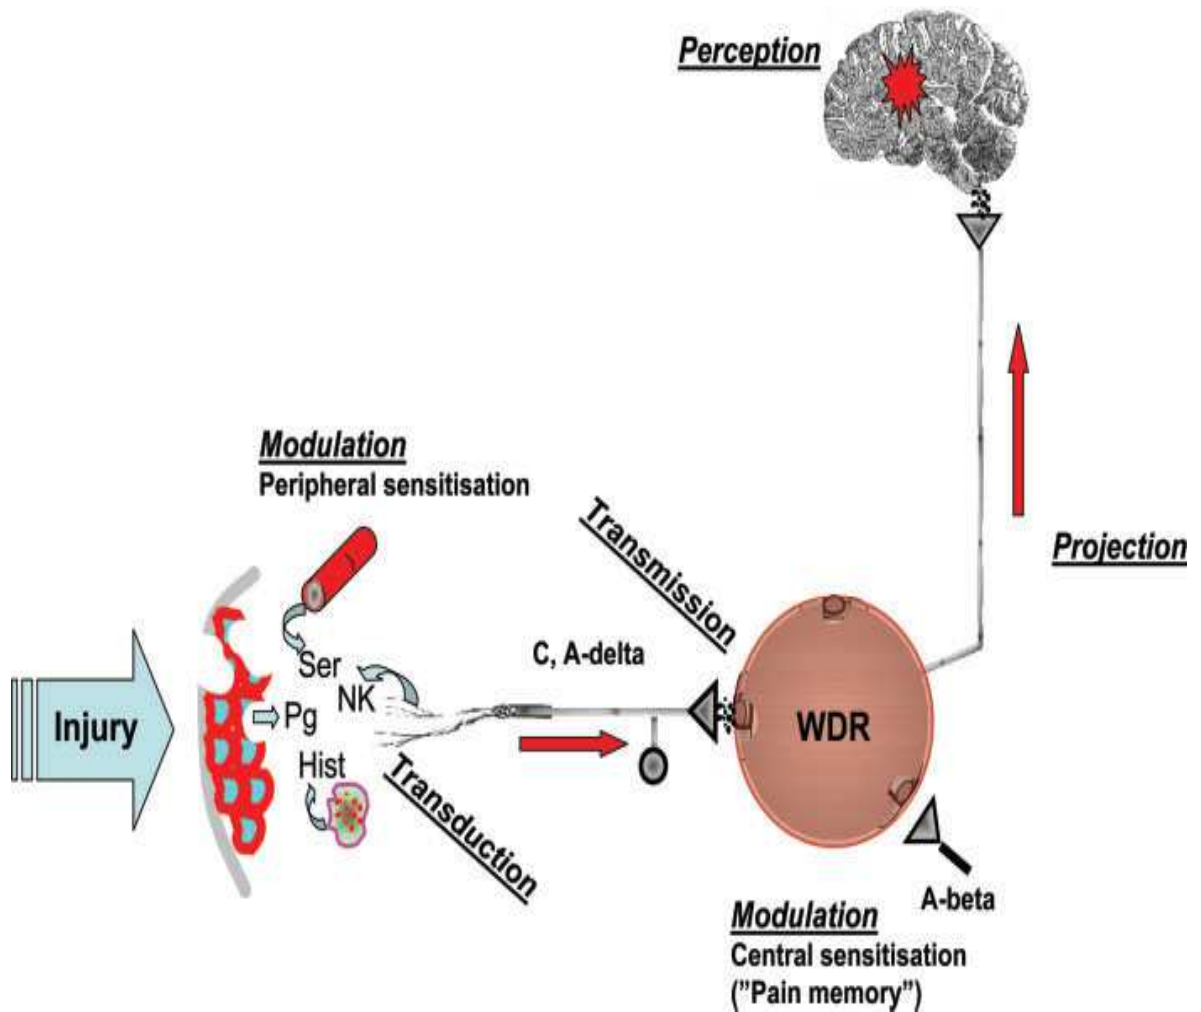 Perception
Modulation
Peripheral sensitisation
Transmission
Projection
C, A-delta
Ser
NK
Injury
Pg
WDR
Hist
Transduction
A-beta
Modulation
Central sensitisation
("Pain memory")